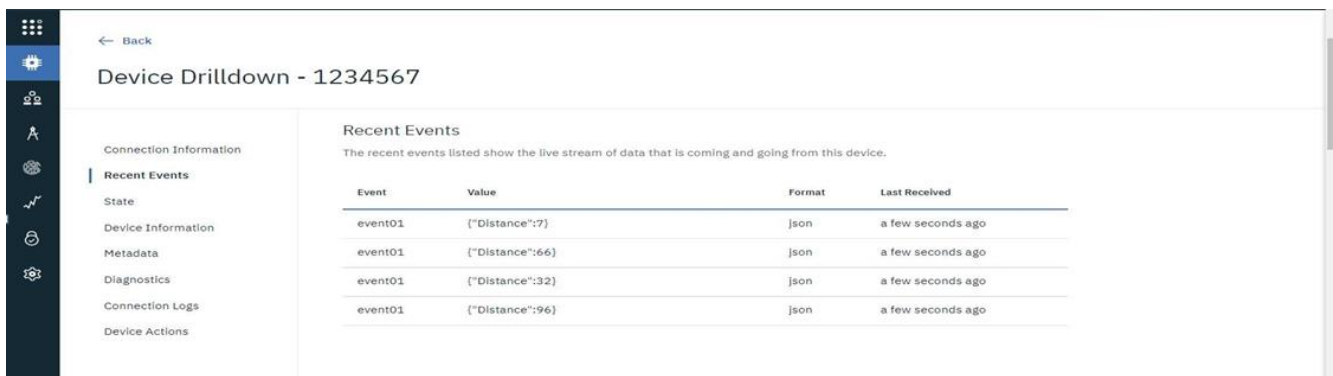 ← Back
Device Drilldown - 1234567
Connection Information
Recent Events
State
Device Information
Metadata
Diagnostics
Connection Logs
Device Actions
Recent Events
The recent events listed show the live stream of data that is coming and going from this device.
Event Value Format Last Received
event01 {"Distance":7} json a few seconds ago
event01 {"Distance":66} json a few seconds ago
event01 {"Distance":32} json a few seconds ago
event01 {"Distance":96} json a few seconds ago